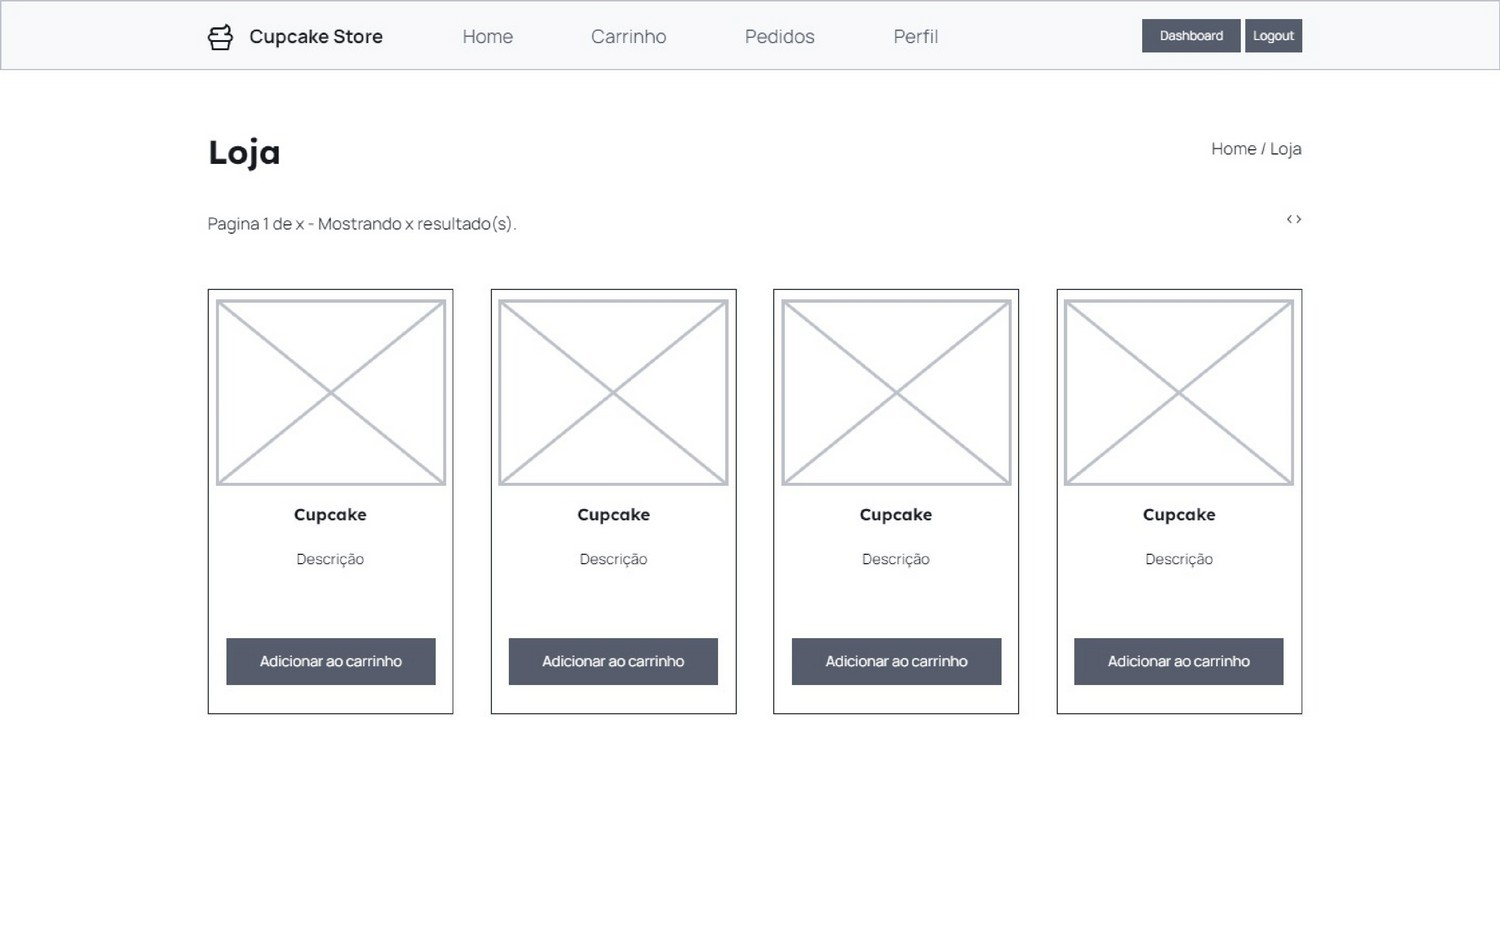 Cupcake Store Home Carrinho Pedidos Perfil Dashboard Logout
Loja
Home / Loja
Pagina 1 de x - Mostrando x resultado(s).
< >
Cupcake Cupcake Cupcake Cupcake
Descrição Descrição Descrição Descrição
Adicionar ao carrinho Adicionar ao carrinho Adicionar ao carrinho Adicionar ao carrinho